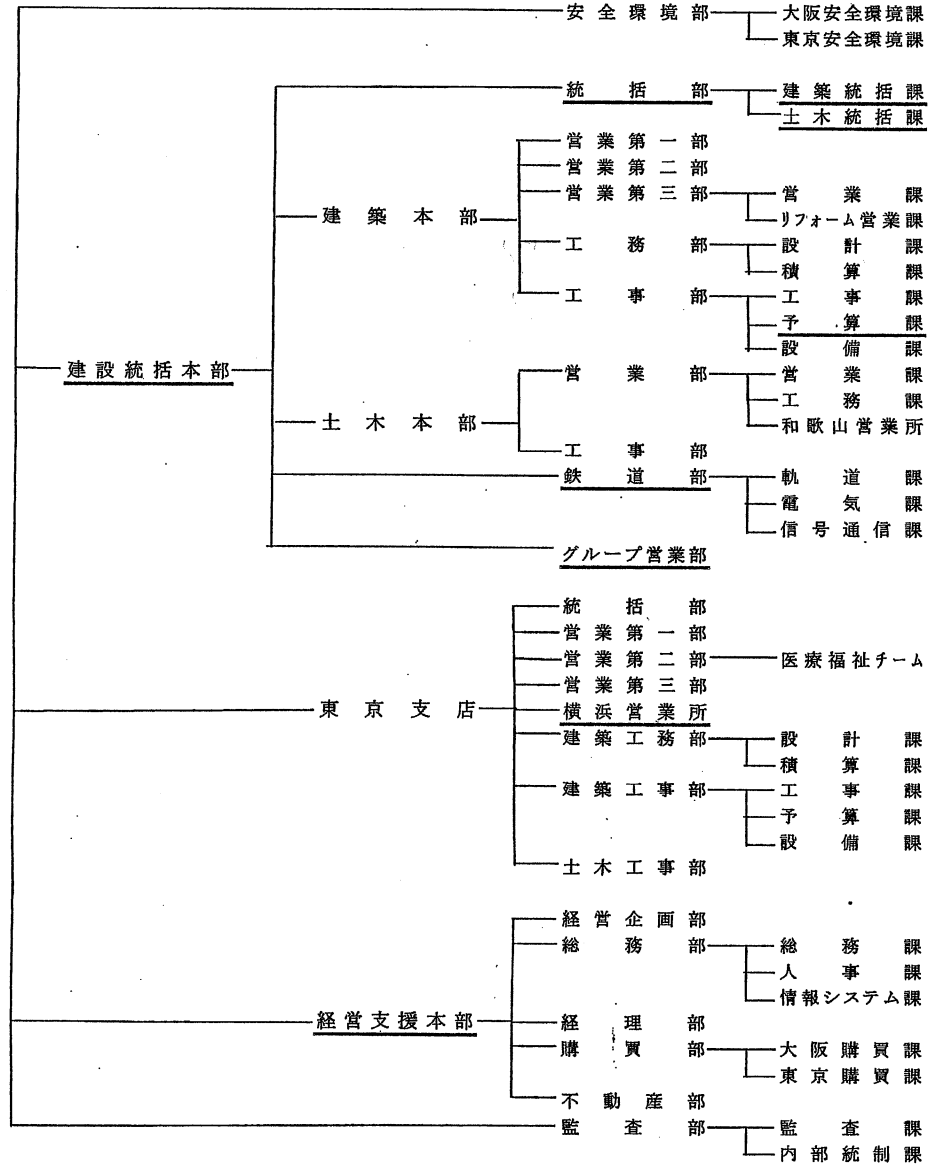 安全環境部 大阪安全環境課
東京安全環境課
統括部 建築統括課
土木統括課
営業第一部
営業第二部
営業第三部 営業課
建築本部 リフォーム営業課
工務部 設計課
積算課
工事部 工事課
予算課
設備課
建設統括本部 営業部 営業課
工務課
土木本部 和歌山営業所
工事部
鉄道部 軌道課
電気課
信号通信課
グループ営業部
統括部
営業第一部
営業第二部 医療福祉チーム
営業第三部
東京支店 横浜営業所
建築工務部 設計課
積算課
建築工事部 工事課
予算課
設備課
土木工事部
経営企画部
総務部 総務課
人事課
情報システム課
経営支援本部 経理部
購買部 大阪購買課
東京購買課
不動産部
監査部 監査課
内部統制課